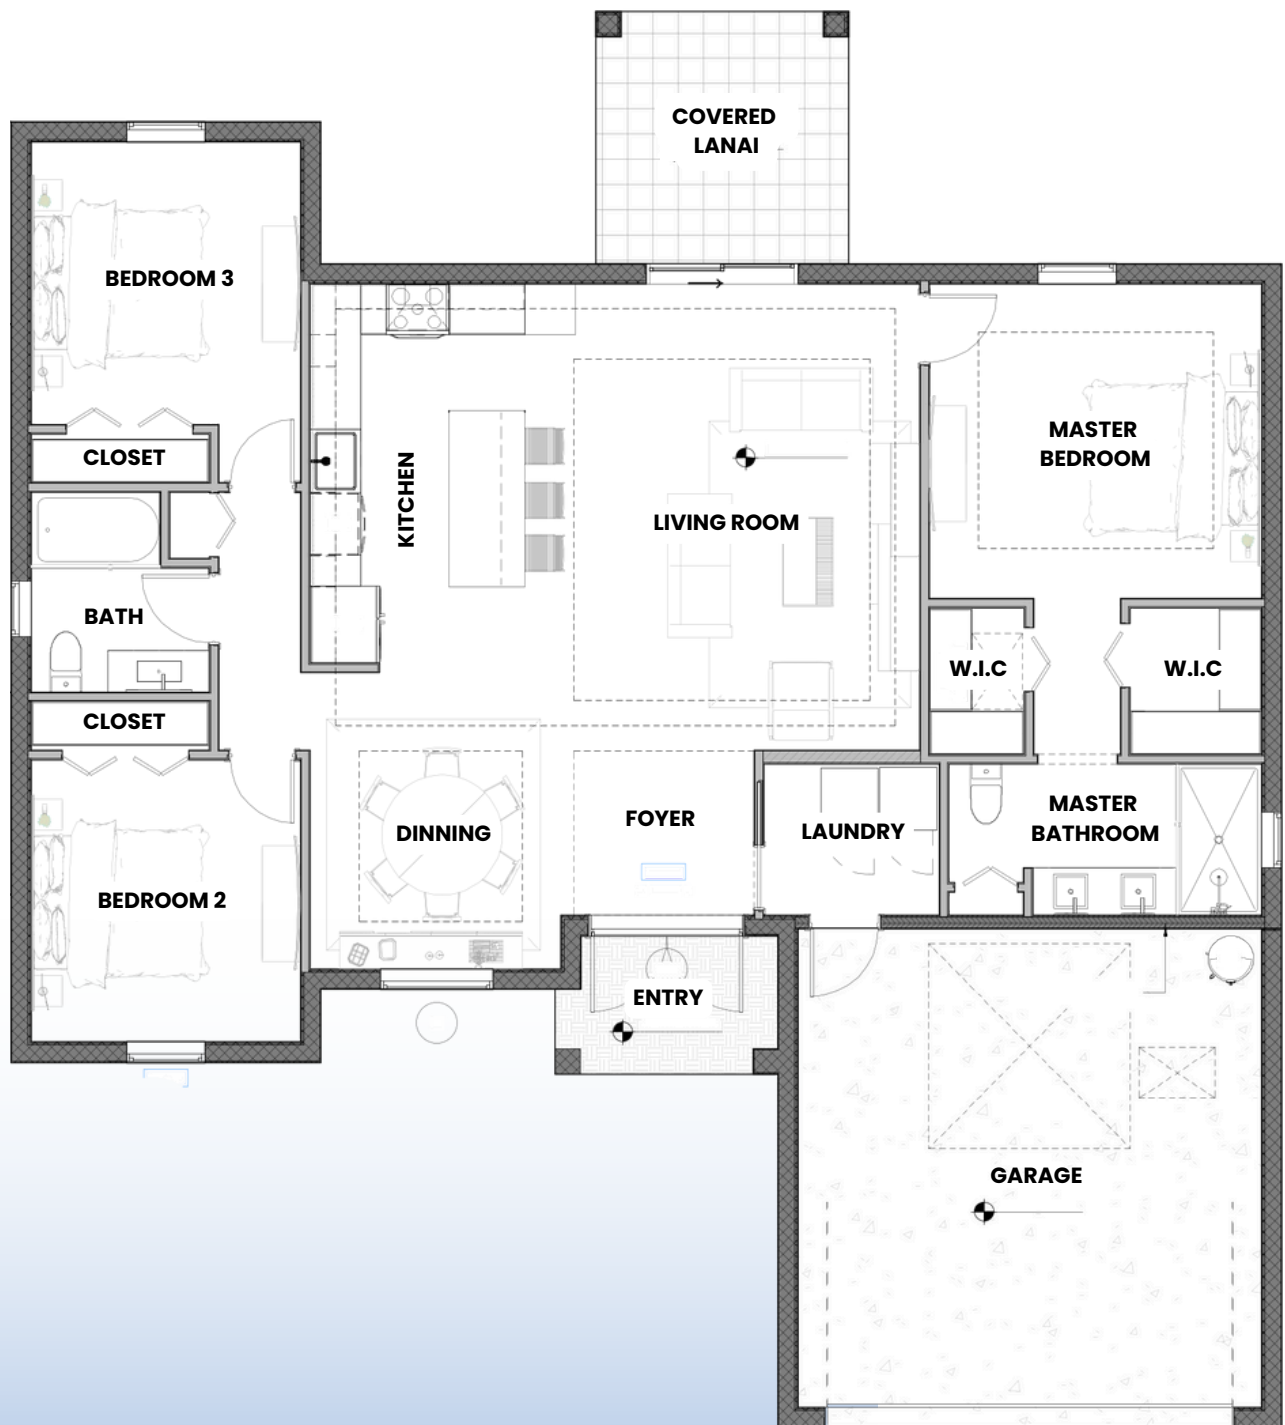 COVERED
LANAI
BEDROOM 3
CLOSET
KITCHEN
LIVING ROOM
MASTER
BEDROOM
BATH
W.I.C
W.I.C
CLOSET
DINNING
FOYER
LAUNDRY
MASTER
BATHROOM
BEDROOM 2
ENTRY
GARAGE